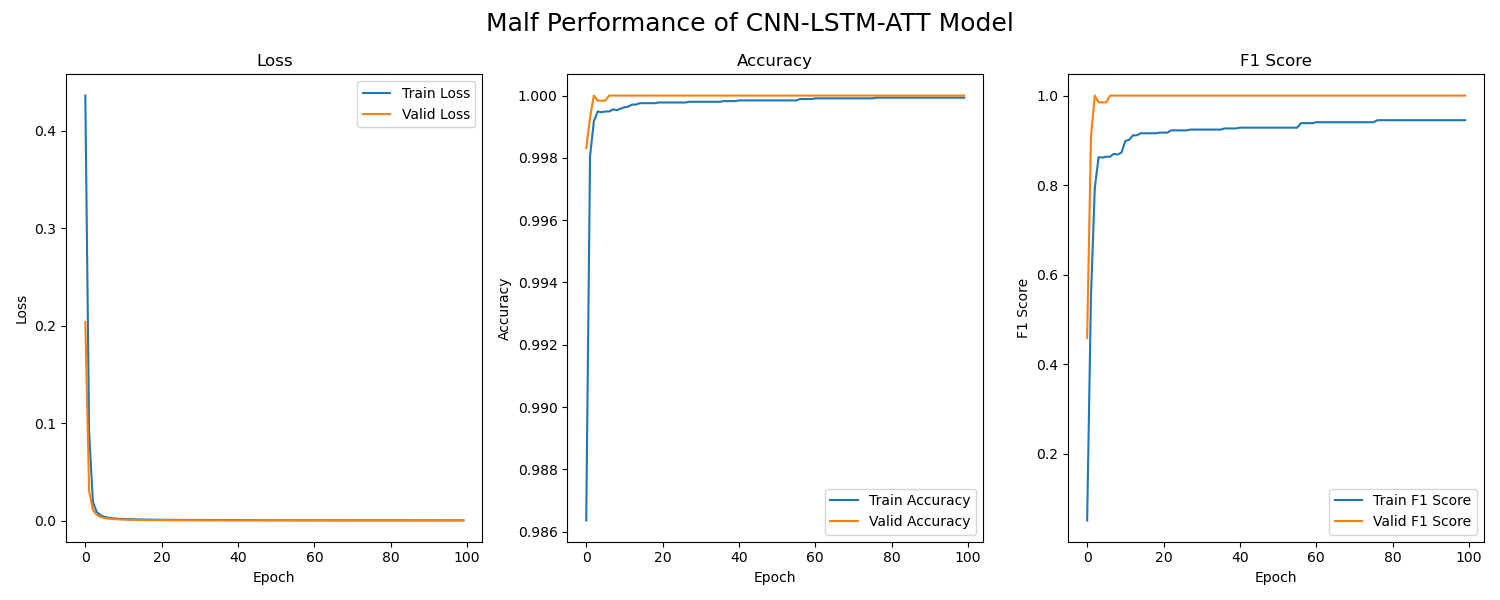 Malf Performance of CNN-LSTM-ATT Model
Loss
Train Loss
Valid Loss
0.4
0.3
0.2
0.1
0.0
Loss
0 20 40 60 80 100
Epoch
Accuracy
1.000
0.998
0.996
0.994
0.992
0.990
0.988
0.986
Accuracy
Train Accuracy
Valid Accuracy
0 20 40 60 80 100
Epoch
F1 Score
1.0
0.8
0.6
0.4
0.2
F1 Score
Train F1 Score
Valid F1 Score
0 20 40 60 80 100
Epoch